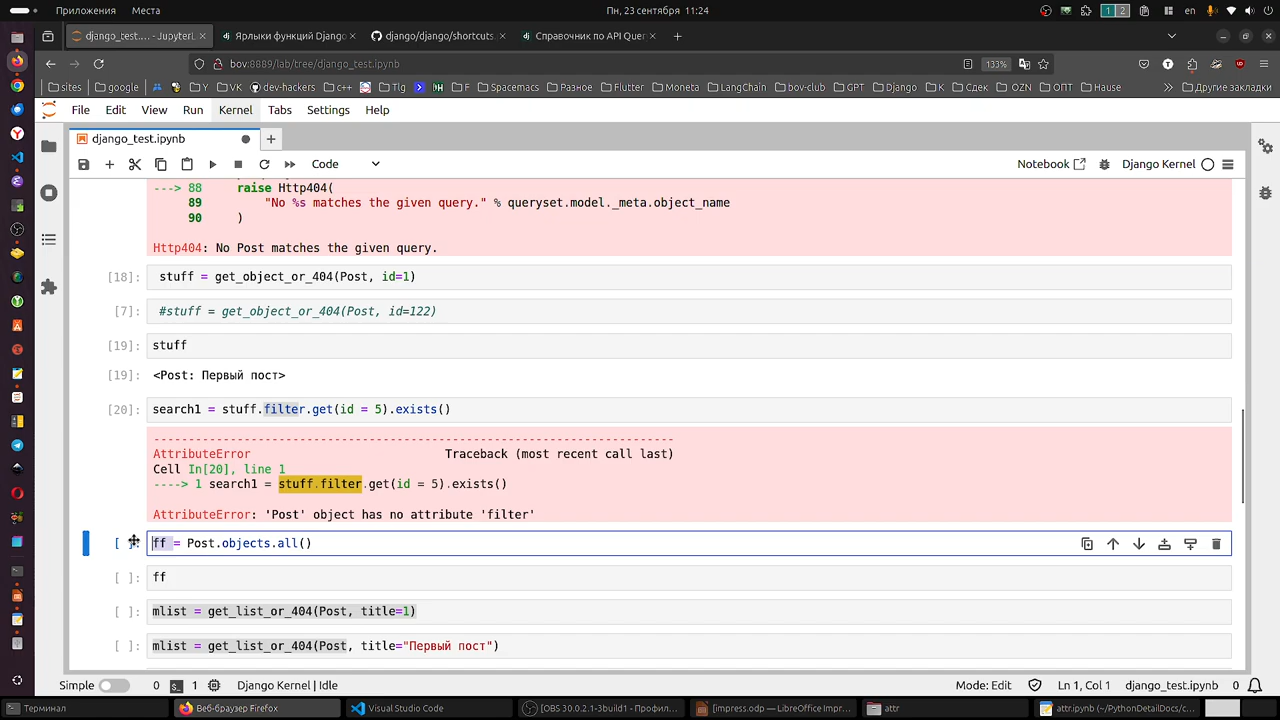 Приложения Места Пн, 23 сентября 11:24 1 2 en
django_test.... - JupyterL Ярлыки функций Django django/django/shortcuts. Справочник по API Quer
bov:8889/lab/tree/django_test.ipynb 133%
sites google VK dev-hackers C++ Tlg F Spacemacs Разное Flutter Moneta LangChain bov-club GPT Django К Сдек OZN ОПТ Hause Другие закладки
File Edit View Run Kernel Tabs Settings Help
django_test.ipynb
Code Notebook Django Kernel
---> 88 raise Http404(
89 "No %s matches the given query." % queryset.model._meta.object_name
90 )
Http404: No Post matches the given query.
[18]: stuff = get_object_or_404(Post, id=1)
[7]: #stuff = get_object_or_404(Post, id=122)
[19]: stuff
[19]: <Post: Первый пост>
[20]: search1 = stuff.filter.get(id = 5).exists()
---------------------------------------------------------------------------
AttributeError Traceback (most recent call last)
Cell In[20], line 1
----> 1 search1 = stuff.filter.get(id = 5).exists()
AttributeError: 'Post' object has no attribute 'filter'
[ ]: ff = Post.objects.all()
[ ]: ff
[ ]: mlist = get_list_or_404(Post, title=1)
[ ]: mlist = get_list_or_404(Post, title="Первый пост")
Simple 0 1 Django Kernel | Idle Mode: Edit Ln 1, Col 1 django_test.ipynb 0
Терминал Веб-браузер Firefox Visual Studio Code [OBS 30.0.2.1-3build1 - Профил... [impress.odp — LibreOffice Impr... attr attr.ipynb (~/PythonDetailDocs/c...